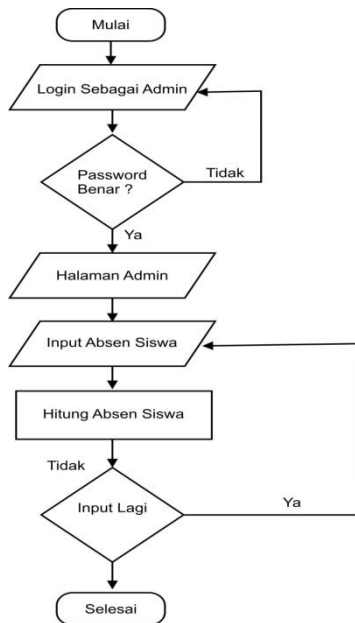 Mulai
Login Sebagai Admin
Password
Benar ?
Tidak
Ya
Halaman Admin
Input Absen Siswa
Hitung Absen Siswa
Tidak
Input Lagi
Ya
Selesai